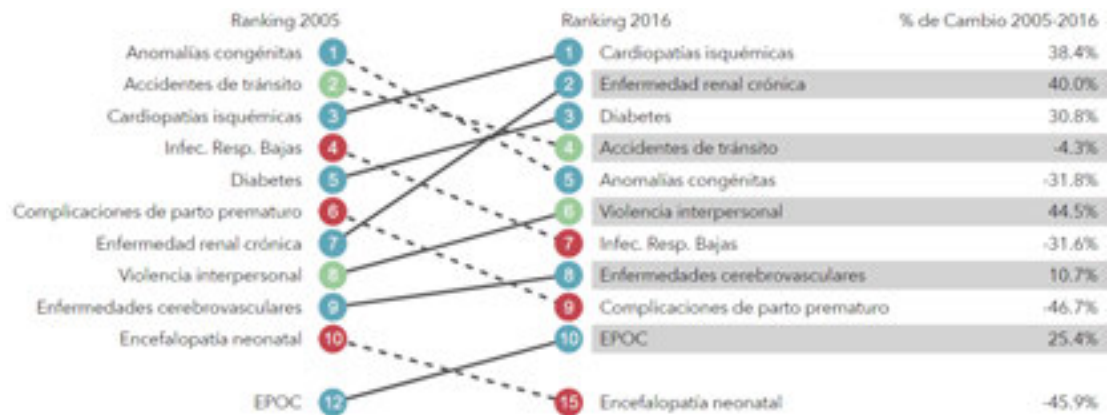 Ranking 2005 Ranking 2016 % de Cambio 2005-2016
Anomalías congénitas 1 1 Cardiopatías isquémicas 38.4%
Accidentes de tránsito 2 2 Enfermedad renal crónica 40.0%
Cardiopatías isquémicas 3 3 Diabetes 30.8%
Infec. Resp. Bajas 4 4 Accidentes de tránsito -4.3%
Diabetes 5 5 Anomalías congénitas -31.8%
Complicaciones de parto prematuro 6 6 Violencia interpersonal 44.5%
Enfermedad renal crónica 7 7 Infec. Resp. Bajas -31.6%
Violencia interpersonal 8 8 Enfermedades cerebrovasculares 10.7%
Enfermedades cerebrovasculares 9 9 Complicaciones de parto prematuro -46.7%
Encefalopatía neonatal 10 10 EPOC 25.4%
EPOC 12 15 Encefalopatía neonatal -45.9%